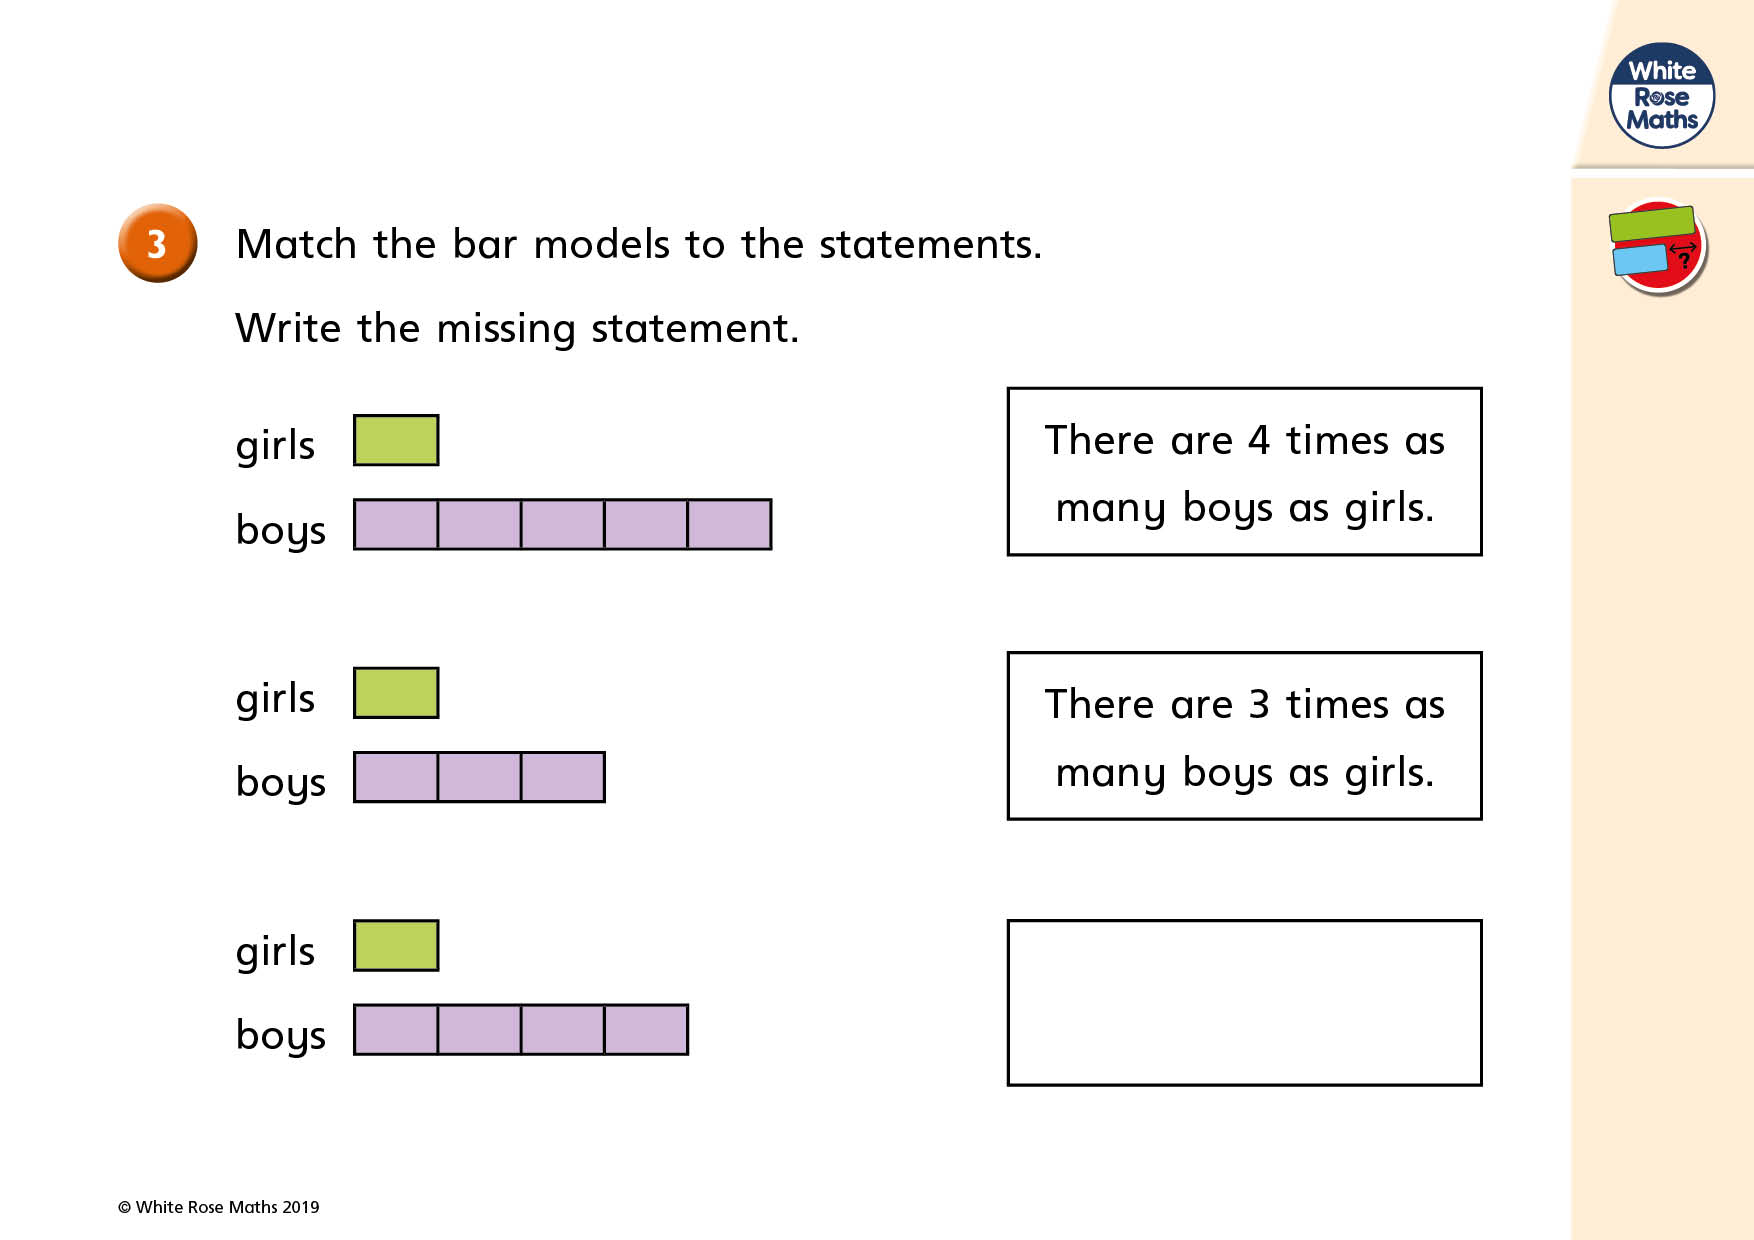 White
Rose
Maths
3 Match the bar models to the statements.
Write the missing statement.
girls
boys
There are 4 times as
many boys as girls.
girls
boys
There are 3 times as
many boys as girls.
girls
boys
?
© White Rose Maths 2019